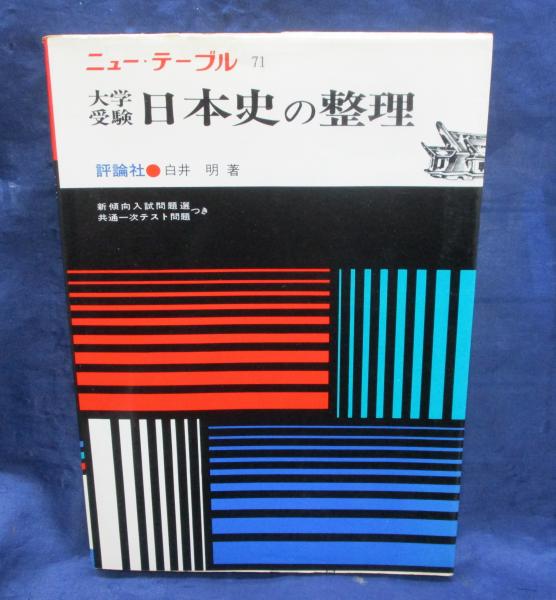 ニュー・テーブル 71
大学受験 日本史の整理
評論社●白井 明 著
新傾向入試問題選
共通一次テスト問題つき